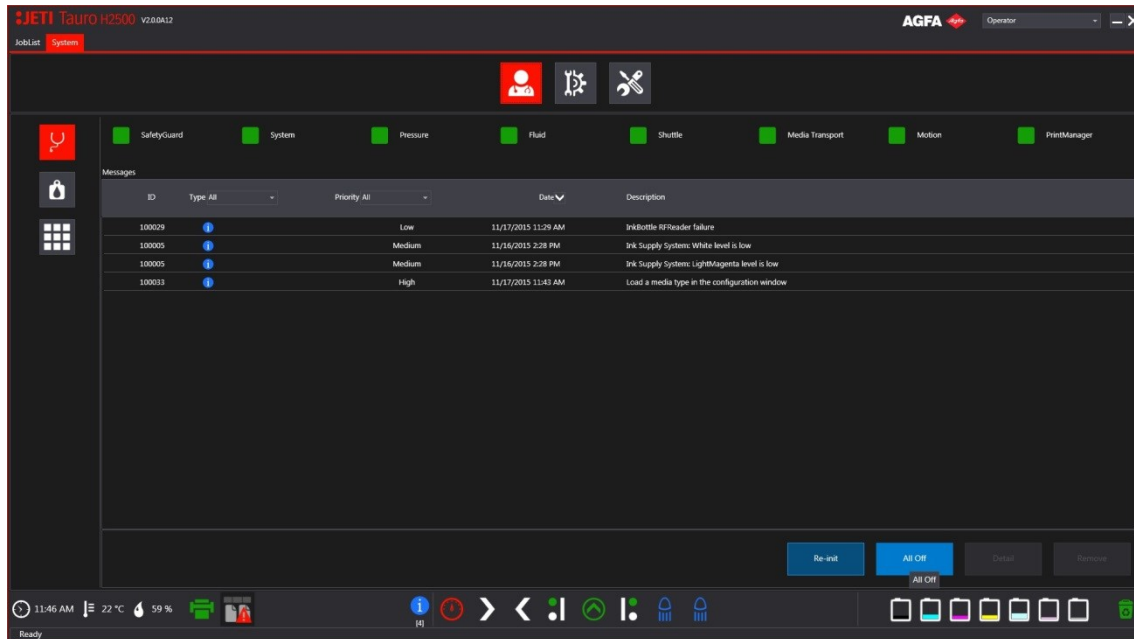 JETI Tauro H2500 V2.0.0A12
AGFA Agfa Operator
JobList System
SafetyGuard System Pressure Fluid Shuttle Media Transport Motion PrintManager
Messages
ID Type All Priority All Date Description
100029 Low 11/17/2015 11:29 AM InkBottle RFReader failure
100005 Medium 11/16/2015 2:28 PM Ink Supply System: White level is low
100005 Medium 11/16/2015 2:28 PM Ink Supply System: LightMagenta level is low
100033 High 11/17/2015 11:43 AM Load a media type in the configuration window
Re-init All Off Detail Remove
All Off
11:46 AM 22 °C 59 %
[4]
Ready